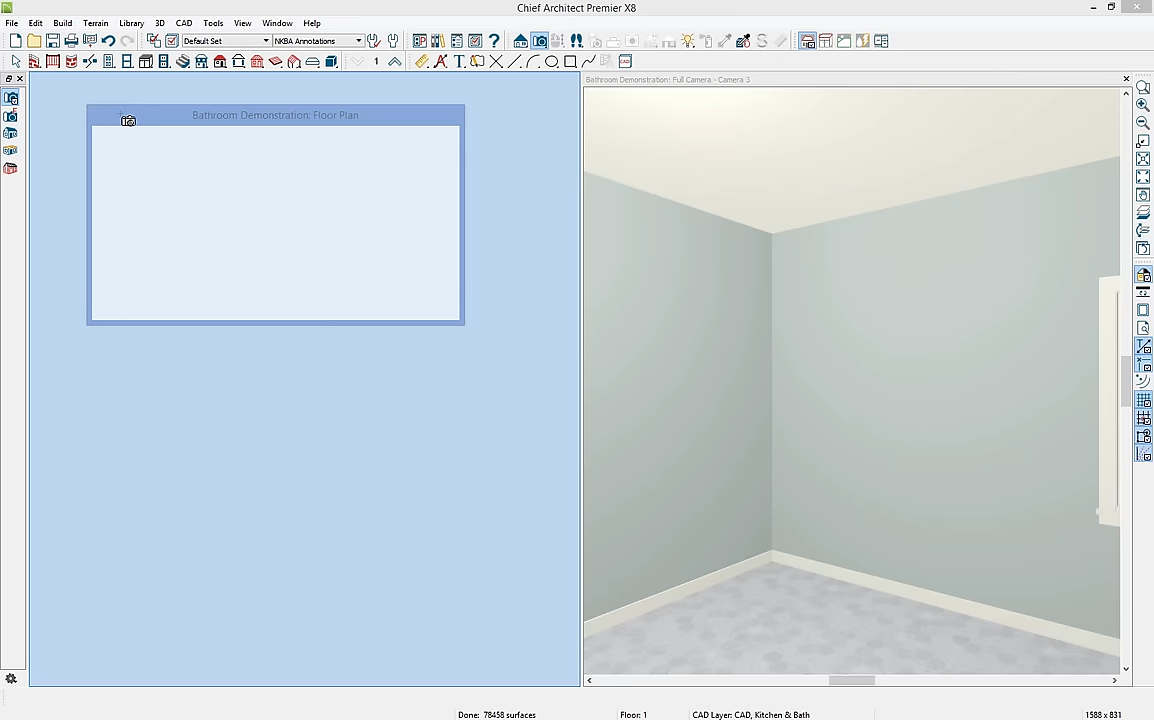 Chief Architect Premier X8
File Edit Build Terrain Library 3D CAD Tools View Window Help
Default Set NKBA Annotations
1
CAD
Bathroom Demonstration: Full Camera - Camera 3
Bathroom Demonstration: Floor Plan
Done: 78458 surfaces Floor: 1 CAD Layer: CAD, Kitchen & Bath 1588 x 831